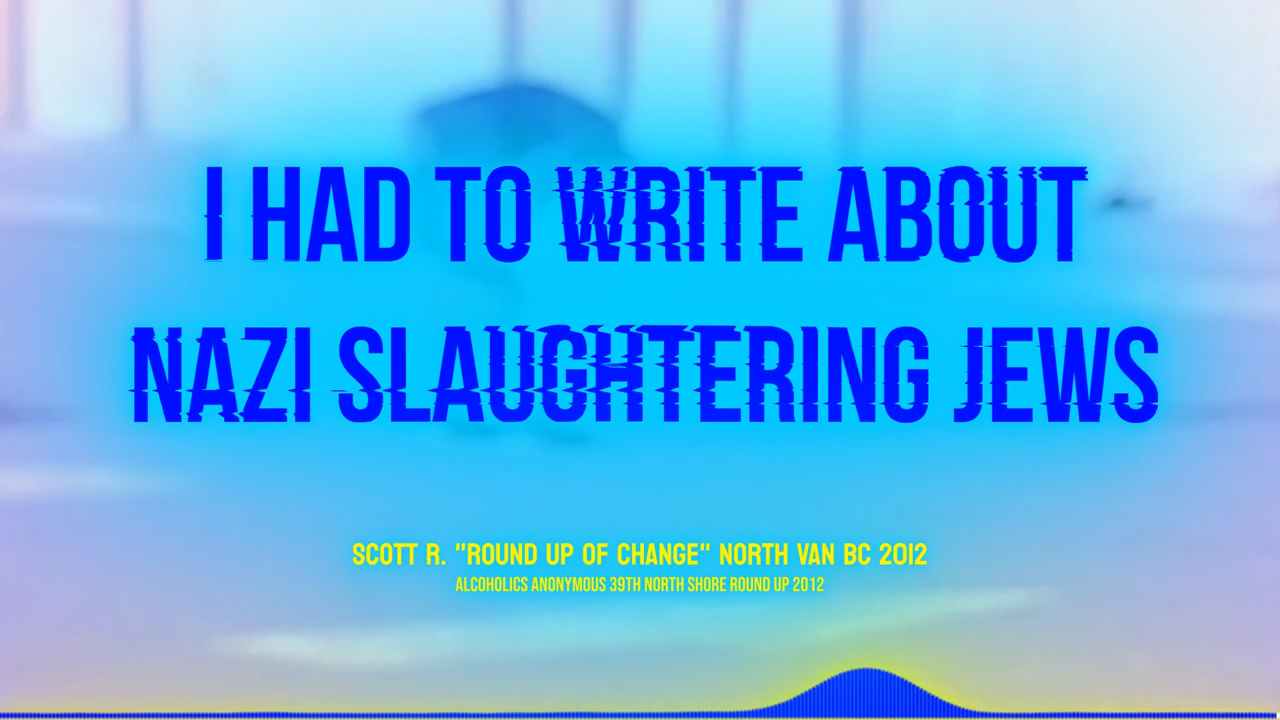 I HAD TO WRITE ABOUT
NAZI SLAUGHTERING JEWS
SCOTT R. "ROUND UP OF CHANGE" NORTH VAN BC 2012
ALCOHOLICS ANONYMOUS 39TH NORTH SHORE ROUND UP 2012